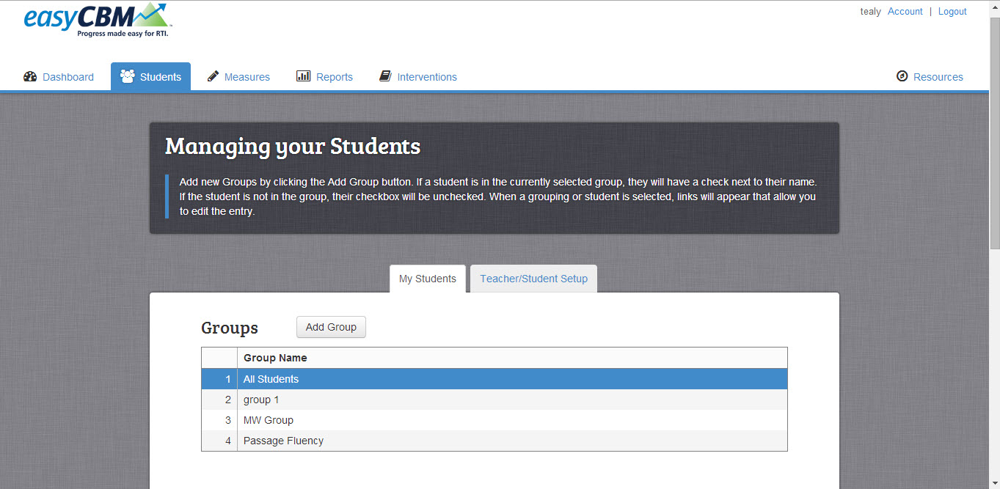 easyCBM
Progress made easy for RTI.
tealy Account | Logout
Dashboard Students Measures Reports Interventions Resources
Managing your Students
Add new Groups by clicking the Add Group button. If a student is in the currently selected group, they will have a check next to their name.
If the student is not in the group, their checkbox will be unchecked. When a grouping or student is selected, links will appear that allow you
to edit the entry.
My Students Teacher/Student Setup
Groups Add Group
Group Name
1 All Students
2 group 1
3 MW Group
4 Passage Fluency